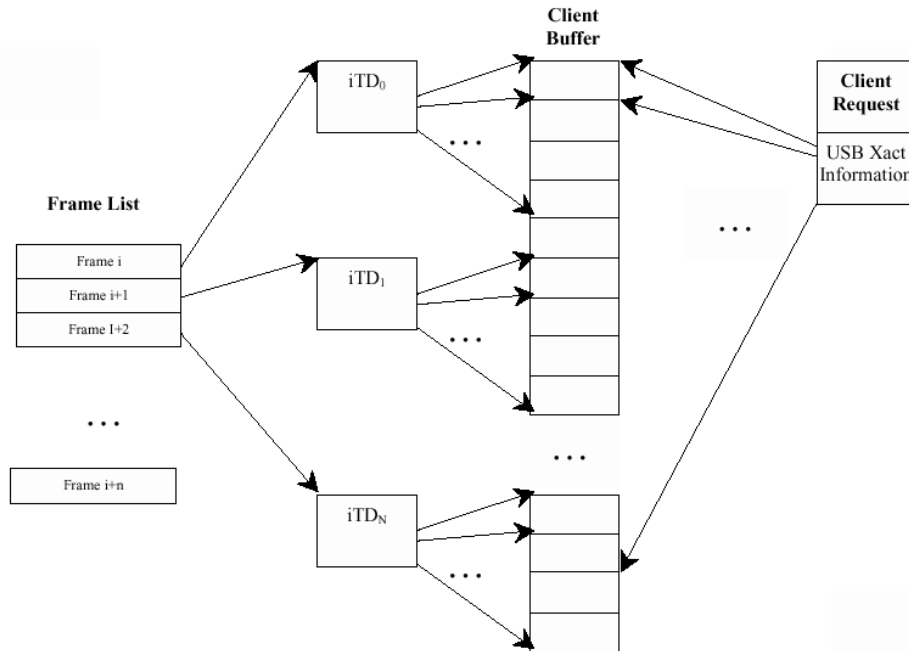 Client
Buffer
iTD0
Client
Request
USB Xact
Information
Frame List
Frame i
Frame i+1
Frame I+2
Frame i+n
iTD1
iTDN
...
...
...
...
...
...